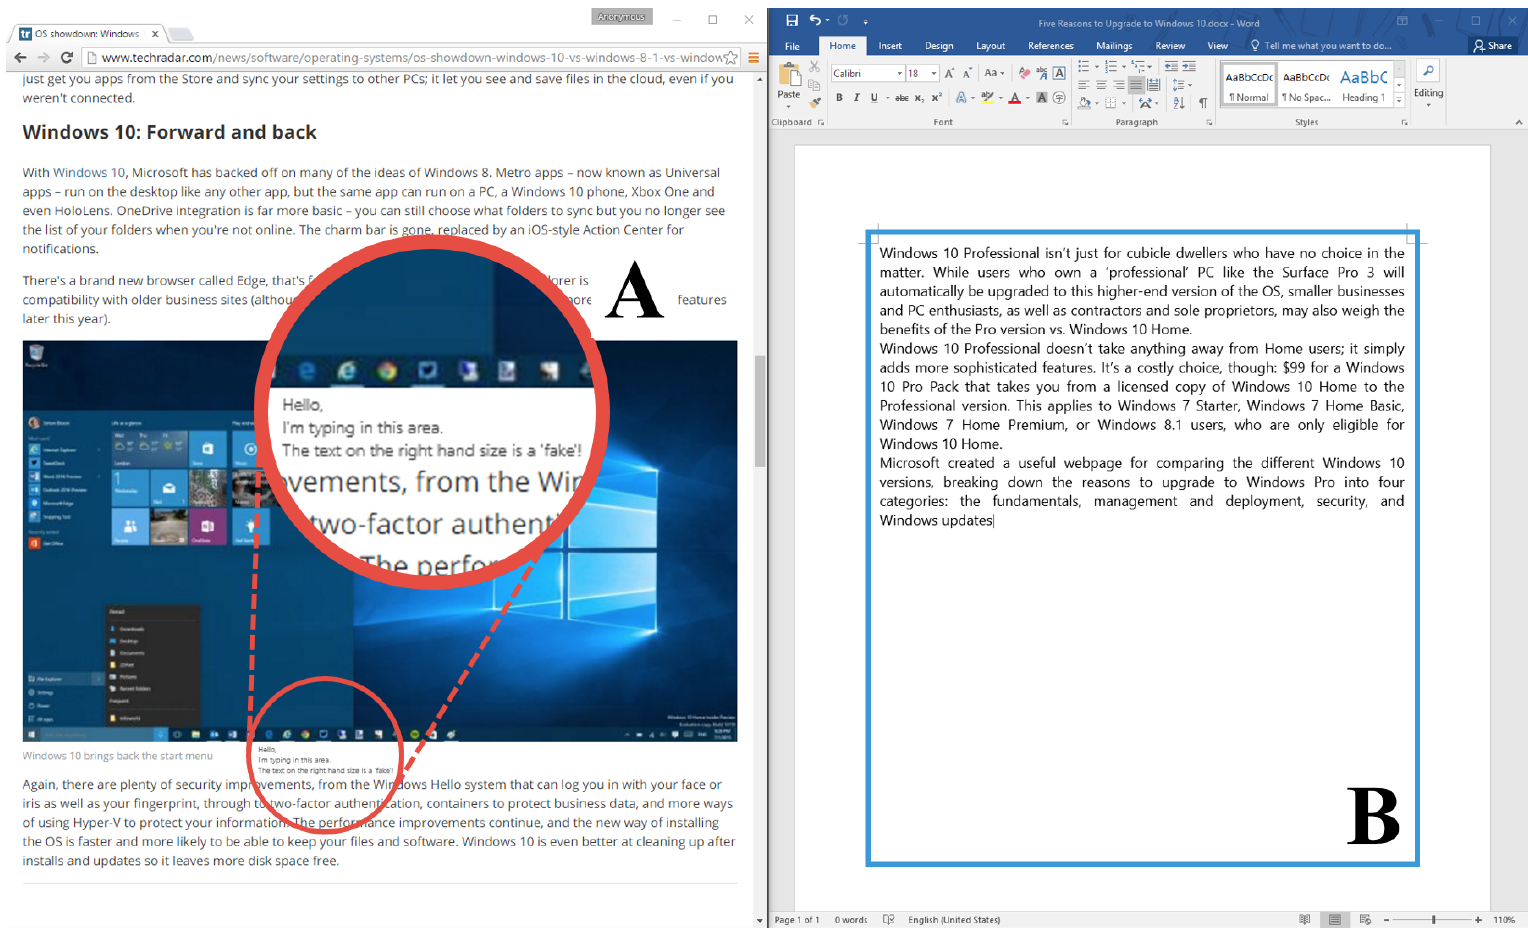 Anonymous
OS showdown: Windows
www.techradar.com/news/software/operating-systems/os-showdown-windows-10-vs-windows-8-1-vs-window
just get you apps from the Store and sync your settings to other PCs; it let you see and save files in the cloud, even if you
weren't connected.
Windows 10: Forward and back
With Windows 10, Microsoft has backed off on many of the ideas of Windows 8. Metro apps – now known as Universal
apps – run on the desktop like any other app, but the same app can run on a PC, a Windows 10 phone, Xbox One and
even HoloLens. OneDrive integration is far more basic – you can still choose what folders to sync but you no longer see
the list of your folders when you're not online. The charm bar is gone, replaced by an iOS-style Action Center for
notifications.
There's a brand new browser called Edge, that's f orer is
compatibility with older business sites (althou more features
later this year).
A
Hello,
I'm typing in this area.
The text on the right hand size is a 'fake'!
ovements, from the Win
two-factor authent
The perfor
Windows 10 brings back the start menu
Hello,
I'm typing in this area.
The text on the right hand size is a 'fake'!
Again, there are plenty of security improvements, from the Windows Hello system that can log you in with your face or
iris as well as your fingerprint, through to two-factor authentication, containers to protect business data, and more ways
of using Hyper-V to protect your information. The performance improvements continue, and the new way of installing
the OS is faster and more likely to be able to keep your files and software. Windows 10 is even better at cleaning up after
installs and updates so it leaves more disk space free.
Five Reasons to Upgrade to Windows 10.docx - Word
File Home Insert Design Layout References Mailings Review View Tell me what you want to do... Share
Paste Calibri 18 Aa
B I U abc x₂ x²
AaBbCcDc AaBbCcDc AaBbC
¶ Normal ¶ No Spac... Heading 1
Editing
Clipboard Font Paragraph Styles
Windows 10 Professional isn't just for cubicle dwellers who have no choice in the
matter. While users who own a 'professional' PC like the Surface Pro 3 will
automatically be upgraded to this higher-end version of the OS, smaller businesses
and PC enthusiasts, as well as contractors and sole proprietors, may also weigh the
benefits of the Pro version vs. Windows 10 Home.
Windows 10 Professional doesn't take anything away from Home users; it simply
adds more sophisticated features. It's a costly choice, though: $99 for a Windows
10 Pro Pack that takes you from a licensed copy of Windows 10 Home to the
Professional version. This applies to Windows 7 Starter, Windows 7 Home Basic,
Windows 7 Home Premium, or Windows 8.1 users, who are only eligible for
Windows 10 Home.
Microsoft created a useful webpage for comparing the different Windows 10
versions, breaking down the reasons to upgrade to Windows Pro into four
categories: the fundamentals, management and deployment, security, and
Windows updates
B
Page 1 of 1 0 words English (United States) 110%